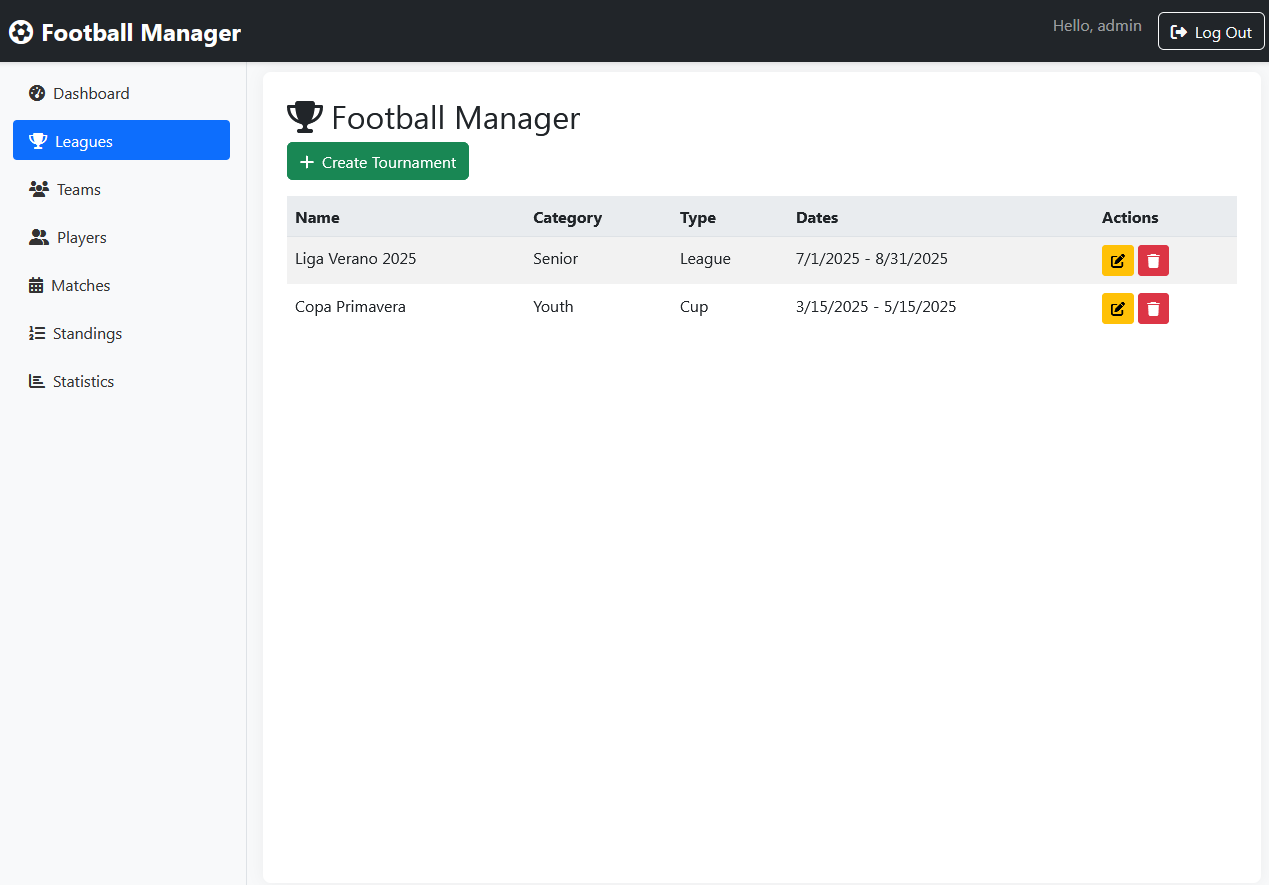 Football Manager
Hello, admin
Log Out
Dashboard
Leagues
Teams
Players
Matches
Standings
Statistics
Football Manager
Create Tournament
Name Category Type Dates Actions
Liga Verano 2025 Senior League 7/1/2025 - 8/31/2025
Copa Primavera Youth Cup 3/15/2025 - 5/15/2025